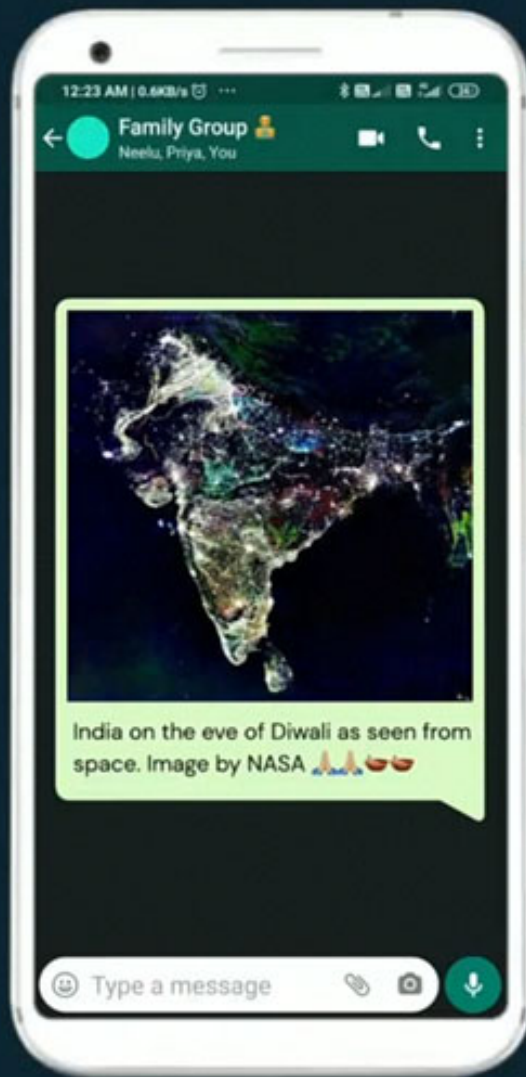 12:23 AM | 0.6KB/s ...
Family Group
Neelu, Priya, You
India on the eve of Diwali as seen from
space. Image by NASA 🙏🙏🪔🪔
Type a message